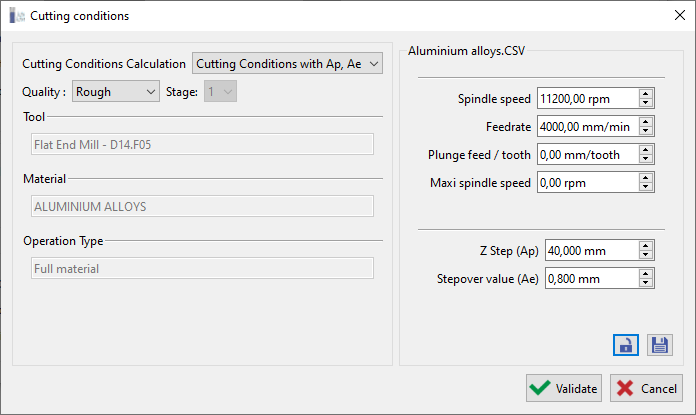 Cutting conditions
Cutting Conditions Calculation Cutting Conditions with Ap, Ae
Quality : Rough Stage: 1
Tool
Flat End Mill - D14.F05
Material
ALUMINIUM ALLOYS
Operation Type
Full material
Aluminium alloys.CSV
Spindle speed 11200,00 rpm
Feedrate 4000,00 mm/min
Plunge feed / tooth 0,00 mm/tooth
Maxi spindle speed 0,00 rpm
Z Step (Ap) 40,000 mm
Stepover value (Ae) 0,800 mm
Validate Cancel